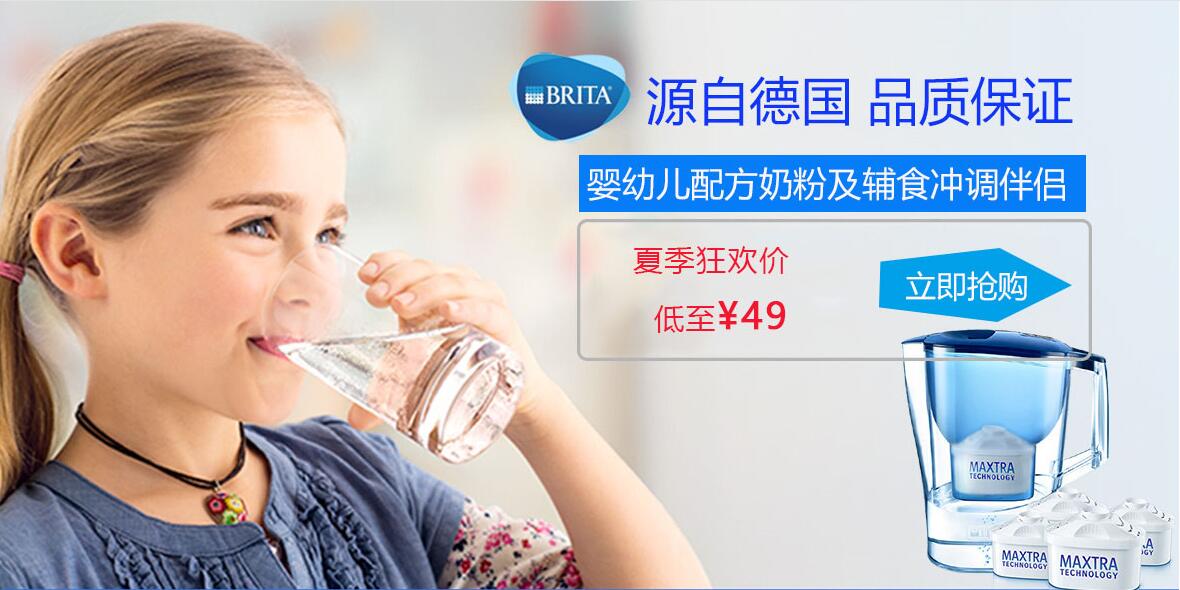 BRITA
源自德国 品质保证
婴幼儿配方奶粉及辅食冲调伴侣
夏季狂欢价
立即抢购
低至¥49
MAXTRA
TECHNOLOGY
MAXTRA
TECHNOLOGY
MAXTRA
TECHNOLOGY